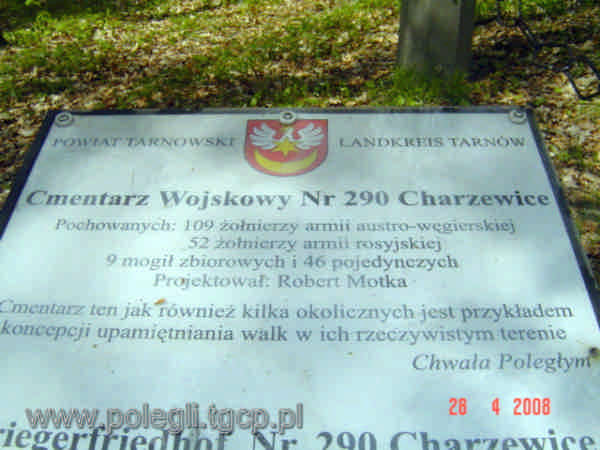 POWIAT TARNOWSKI LANDKREIS TARNÓW
Cmentarz Wojskowy Nr 290 Charzewice
Pochowanych: 109 żołnierzy armii austro-węgierskiej
52 żołnierzy armii rosyjskiej
9 mogił zbiorowych i 46 pojedynczych
Projektował: Robert Motka
Cmentarz ten jak również kilka okolicznych jest przykładem
koncepcji upamiętniania walk w ich rzeczywistym terenie
Chwała Poległym
28 4 2008
www.polegli.tgcp.pl
riegerfriedhof Nr. 290 Charzewice